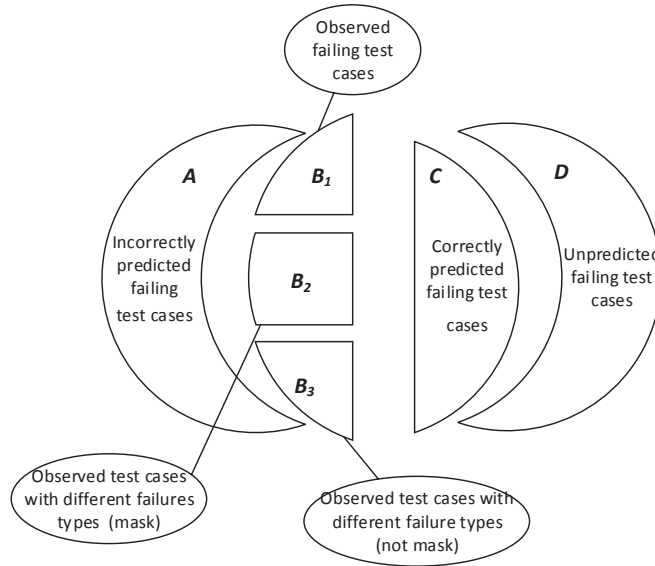 Observed
failing test
cases
A
B1
C
D
Incorrectly
predicted
failing
test cases
B2
Correctly
predicted
failing test
cases
Unpredicted
failing test
cases
B3
Observed test cases
with different failures
types (mask)
Observed test cases with
different failure types
(not mask)